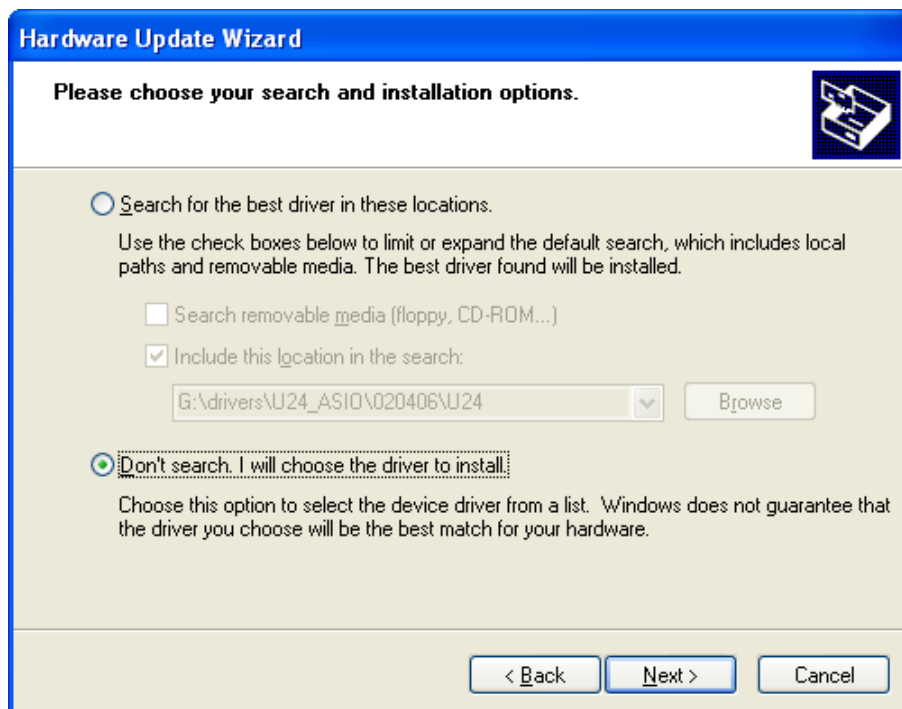 Hardware Update Wizard
Please choose your search and installation options.
Search for the best driver in these locations.
Use the check boxes below to limit or expand the default search, which includes local
paths and removable media. The best driver found will be installed.
Search removable media (floppy, CD-ROM...)
Include this location in the search:
G:\drivers\U24_ASIO\020406\U24
Browse
Don't search. I will choose the driver to install.
Choose this option to select the device driver from a list.  Windows does not guarantee that
the driver you choose will be the best match for your hardware.
< Back
Next >
Cancel